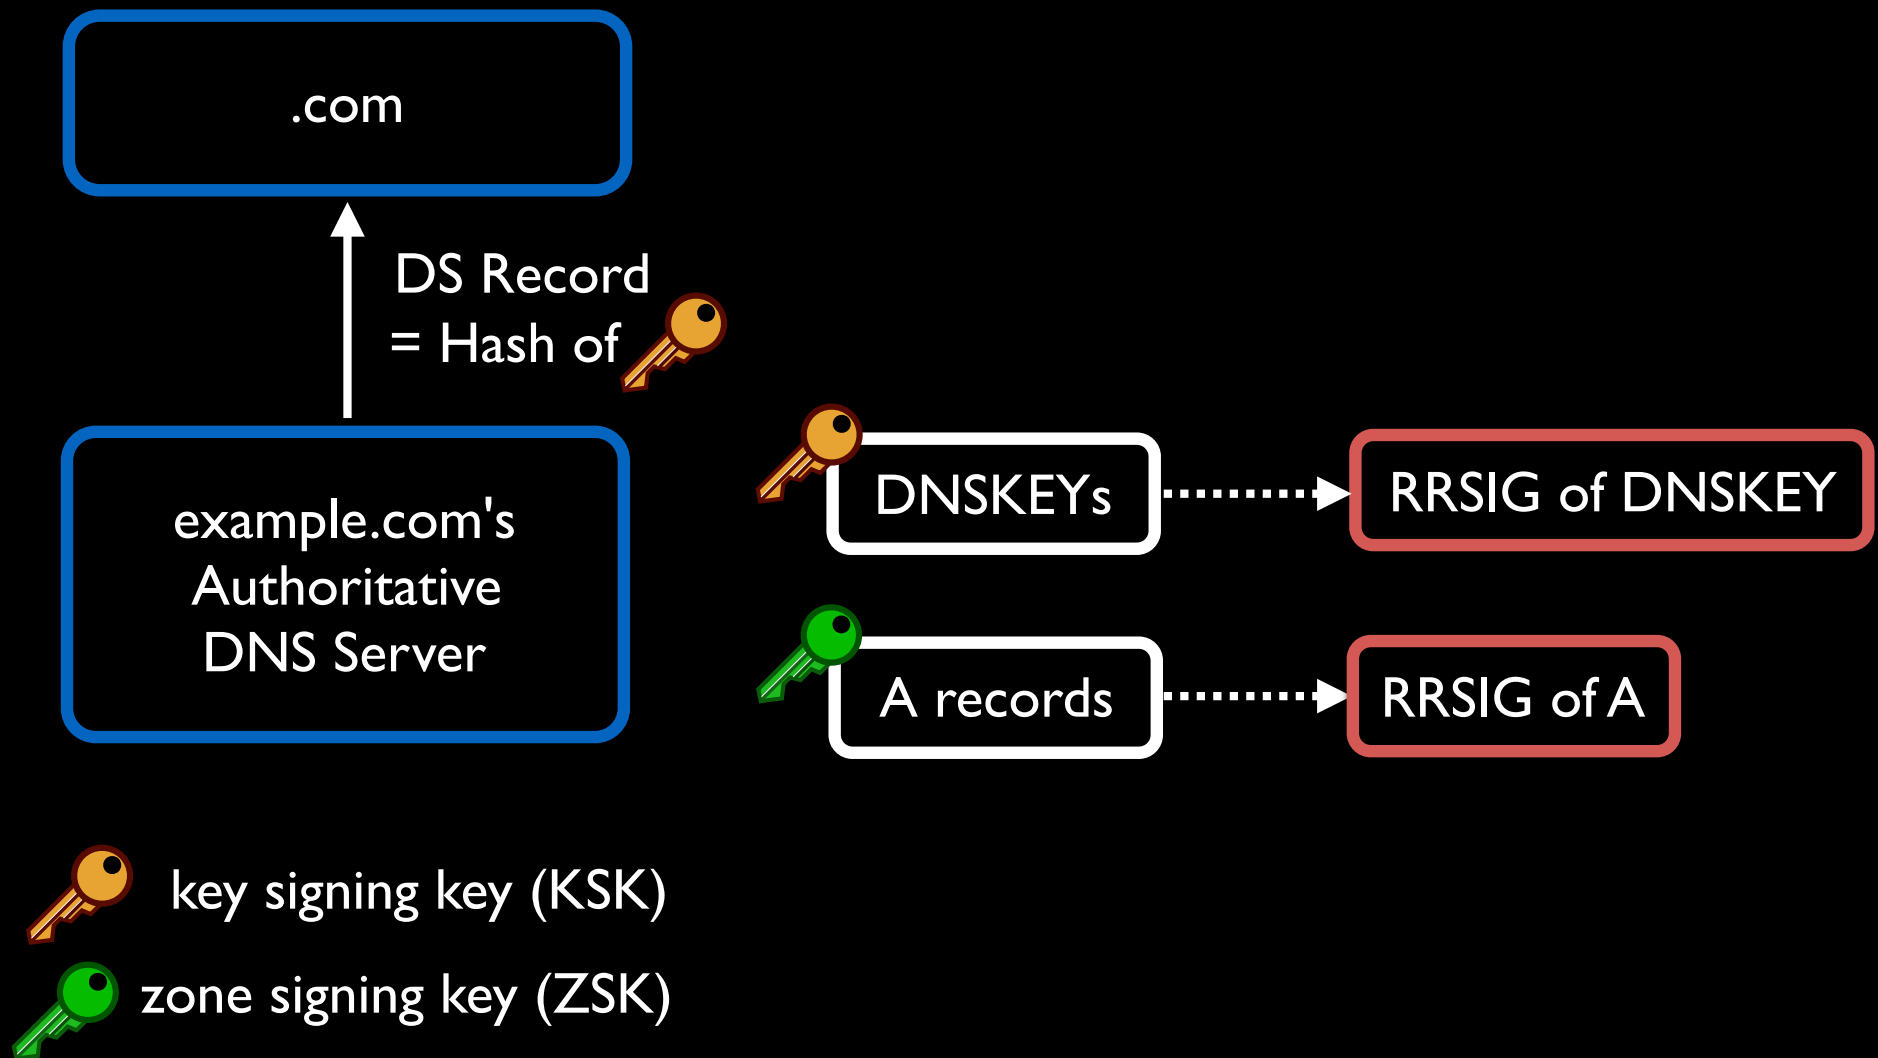 .com
DS Record
= Hash of
example.com's
Authoritative
DNS Server
DNSKEYs
RRSIG of DNSKEY
A records
RRSIG of A
key signing key (KSK)
zone signing key (ZSK)